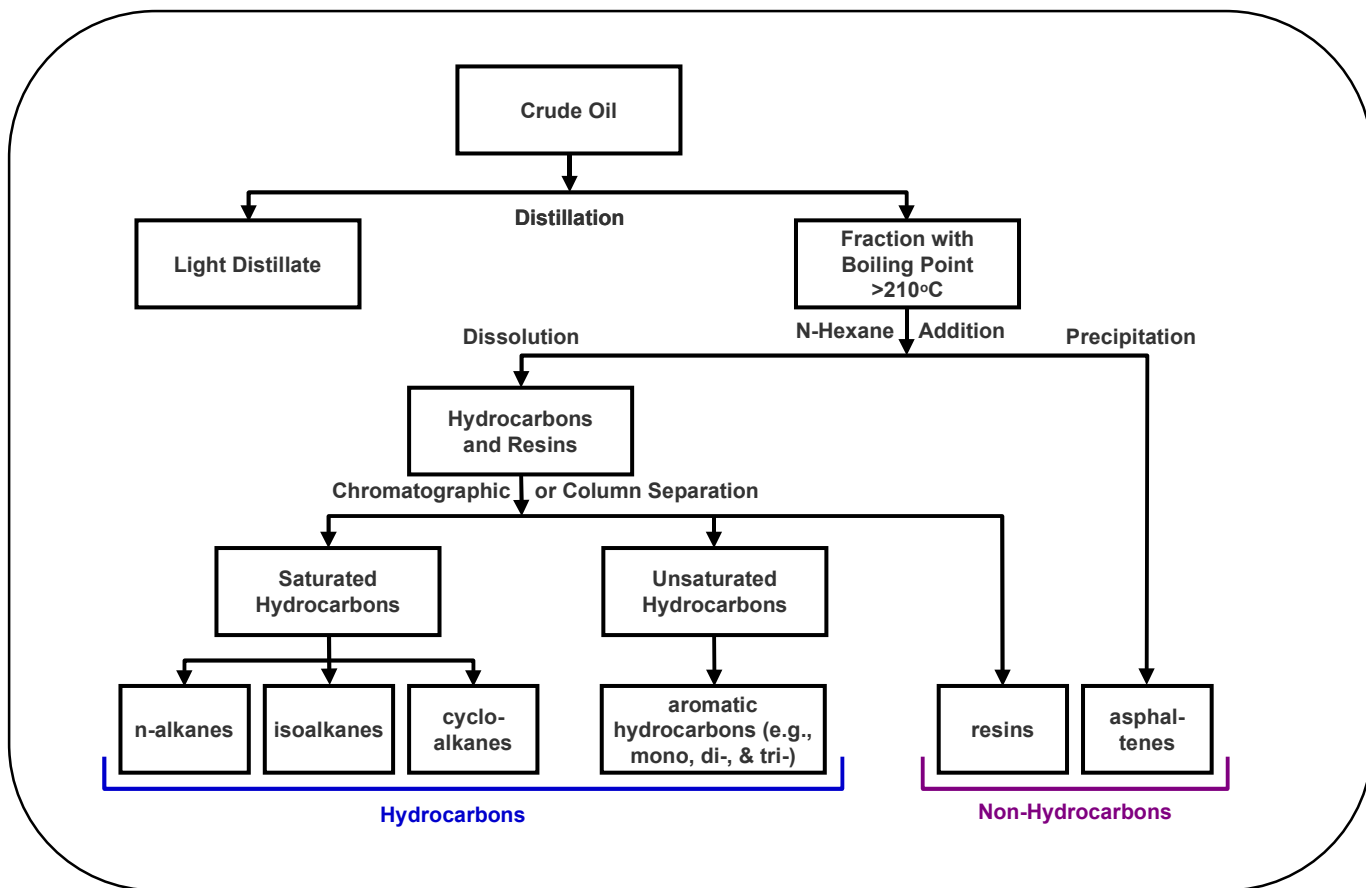 Crude Oil
Distillation
Light Distillate
Fraction with
Boiling Point
>210°C
N-Hexane Addition
Dissolution
Precipitation
Hydrocarbons
and Resins
Chromatographic or Column Separation
Saturated
Hydrocarbons
Unsaturated
Hydrocarbons
n-alkanes
isoalkanes
cyclo-
alkanes
aromatic
hydrocarbons (e.g.,
mono, di-, & tri-)
resins
asphal-
tenes
Hydrocarbons
Non-Hydrocarbons